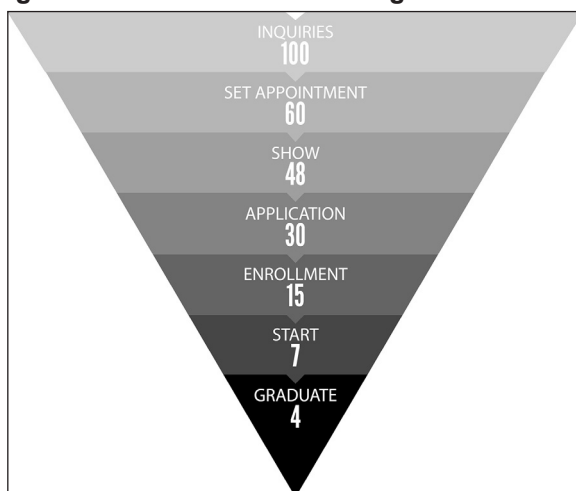 INQUIRIES
100
SET APPOINTMENT
60
SHOW
48
APPLICATION
30
ENROLLMENT
15
START
7
GRADUATE
4